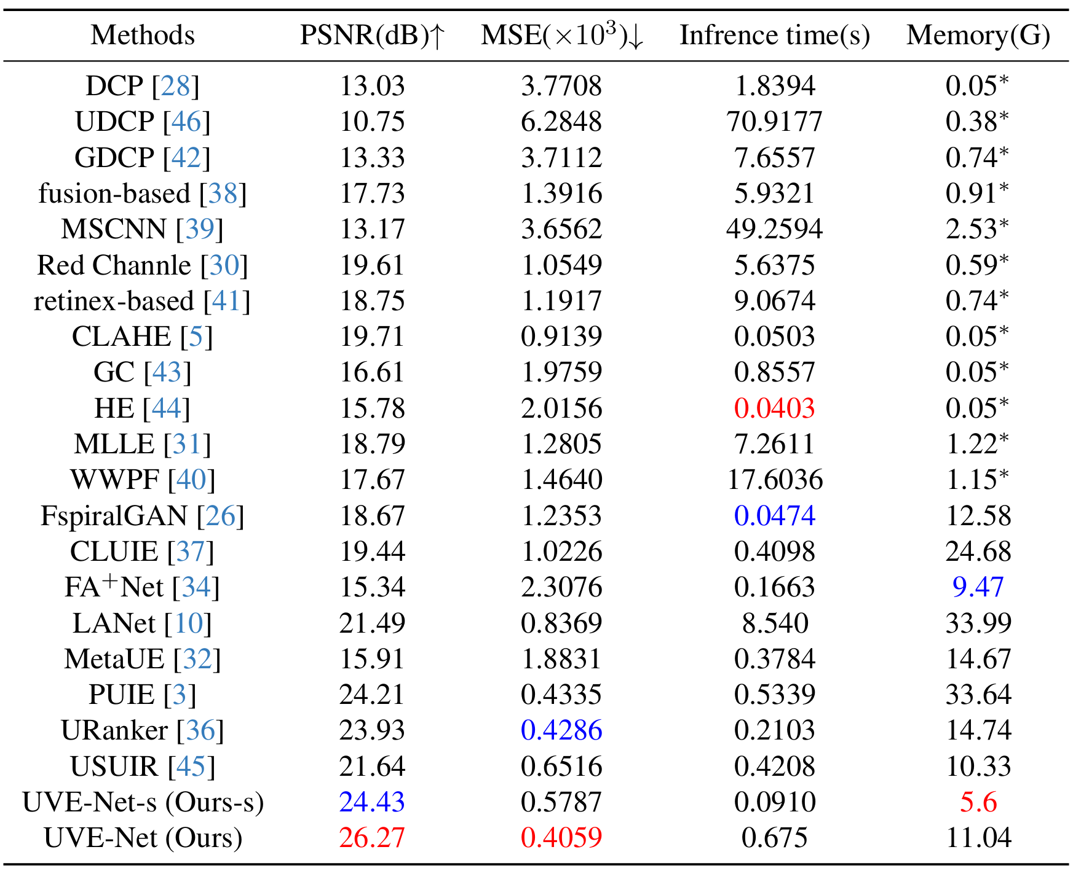 Methods PSNR(dB)↑ MSE(×10³)↓ Infrence time(s) Memory(G)
DCP [28] 13.03 3.7708 1.8394 0.05*
UDCP [46] 10.75 6.2848 70.9177 0.38*
GDCP [42] 13.33 3.7112 7.6557 0.74*
fusion-based [38] 17.73 1.3916 5.9321 0.91*
MSCNN [39] 13.17 3.6562 49.2594 2.53*
Red Channle [30] 19.61 1.0549 5.6375 0.59*
retinex-based [41] 18.75 1.1917 9.0674 0.74*
CLAHE [5] 19.71 0.9139 0.0503 0.05*
GC [43] 16.61 1.9759 0.8557 0.05*
HE [44] 15.78 2.0156 0.0403 0.05*
MLLE [31] 18.79 1.2805 7.2611 1.22*
WWPF [40] 17.67 1.4640 17.6036 1.15*
FspiralGAN [26] 18.67 1.2353 0.0474 12.58
CLUIE [37] 19.44 1.0226 0.4098 24.68
FA⁺Net [34] 15.34 2.3076 0.1663 9.47
LANet [10] 21.49 0.8369 8.540 33.99
MetaUE [32] 15.91 1.8831 0.3784 14.67
PUIE [3] 24.21 0.4335 0.5339 33.64
URanker [36] 23.93 0.4286 0.2103 14.74
USUIR [45] 21.64 0.6516 0.4208 10.33
UVE-Net-s (Ours-s) 24.43 0.5787 0.0910 5.6
UVE-Net (Ours) 26.27 0.4059 0.675 11.04